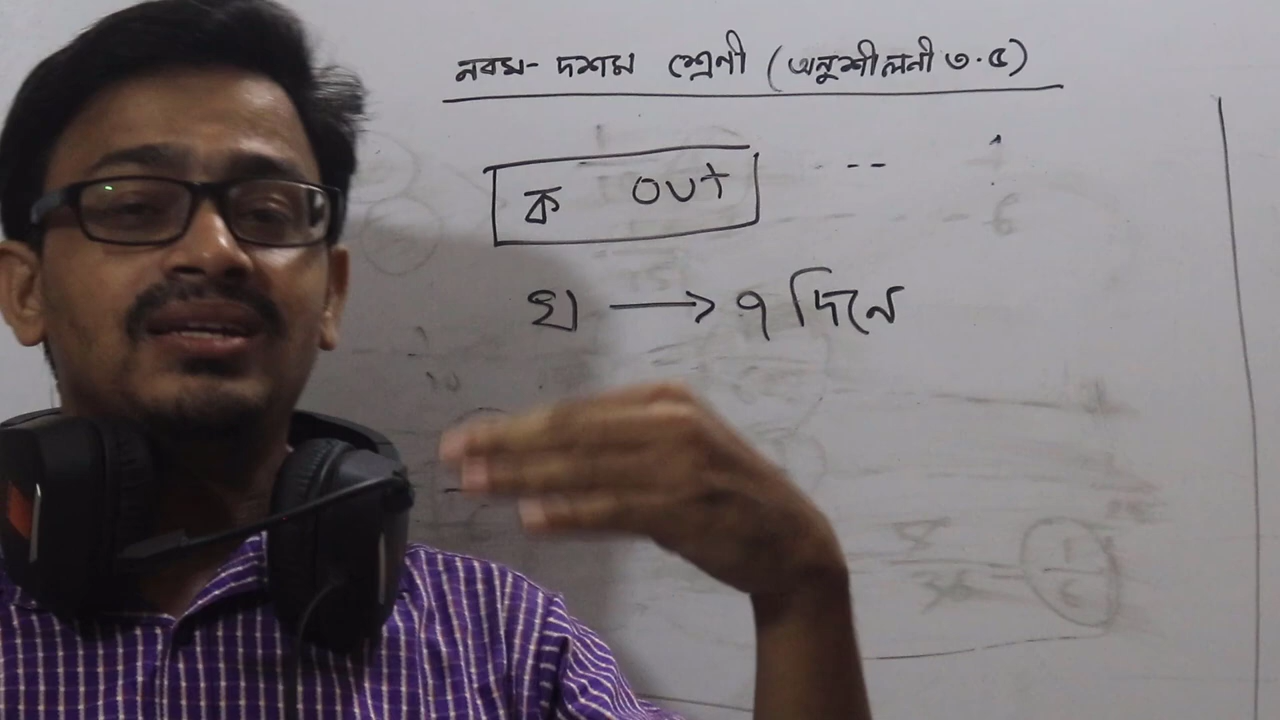 নবম- দশম শ্রেণী (অনুশীলনী ৩.৫)
ক OUT
খ → ৭ দিনে